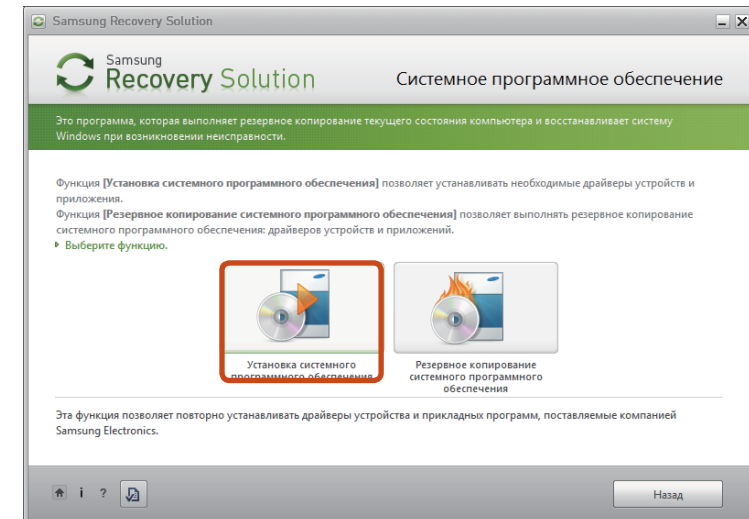 Samsung Recovery Solution
Samsung
Recovery Solution
Системное программное обеспечение
Это программа, которая выполняет резервное копирование текущего состояния компьютера и восстанавливает систему
Windows при возникновении неисправности.
Функция [Установка системного программного обеспечения] позволяет устанавливать необходимые драйверы устройств и
приложения.
Функция [Резервное копирование системного программного обеспечения] позволяет выполнять резервное копирование
системного программного обеспечения: драйверов устройств и приложений.
Выберите функцию.
Установка системного
программного обеспечения
Резервное копирование
системного программного
обеспечения
Эта функция позволяет повторно устанавливать драйверы устройства и прикладных программ, поставляемые компанией
Samsung Electronics.
i ?
Назад